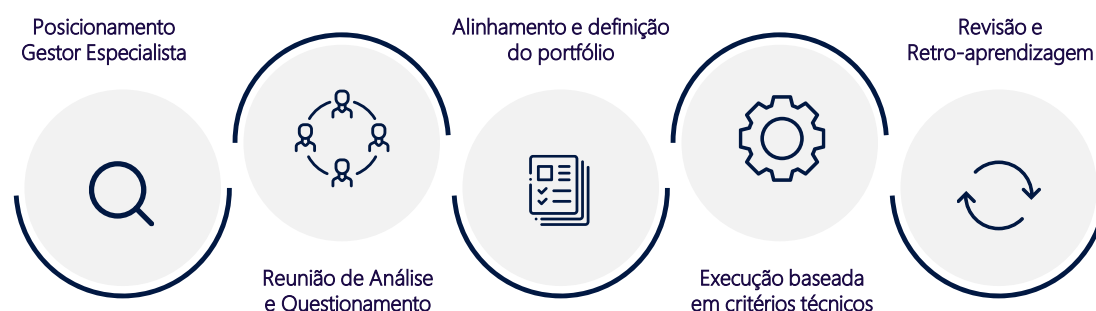 Posicionamento
Gestor Especialista
Reunião de Análise
e Questionamento
Alinhamento e definição
do portfólio
Execução baseada
em critérios técnicos
Revisão e
Retro-aprendizagem